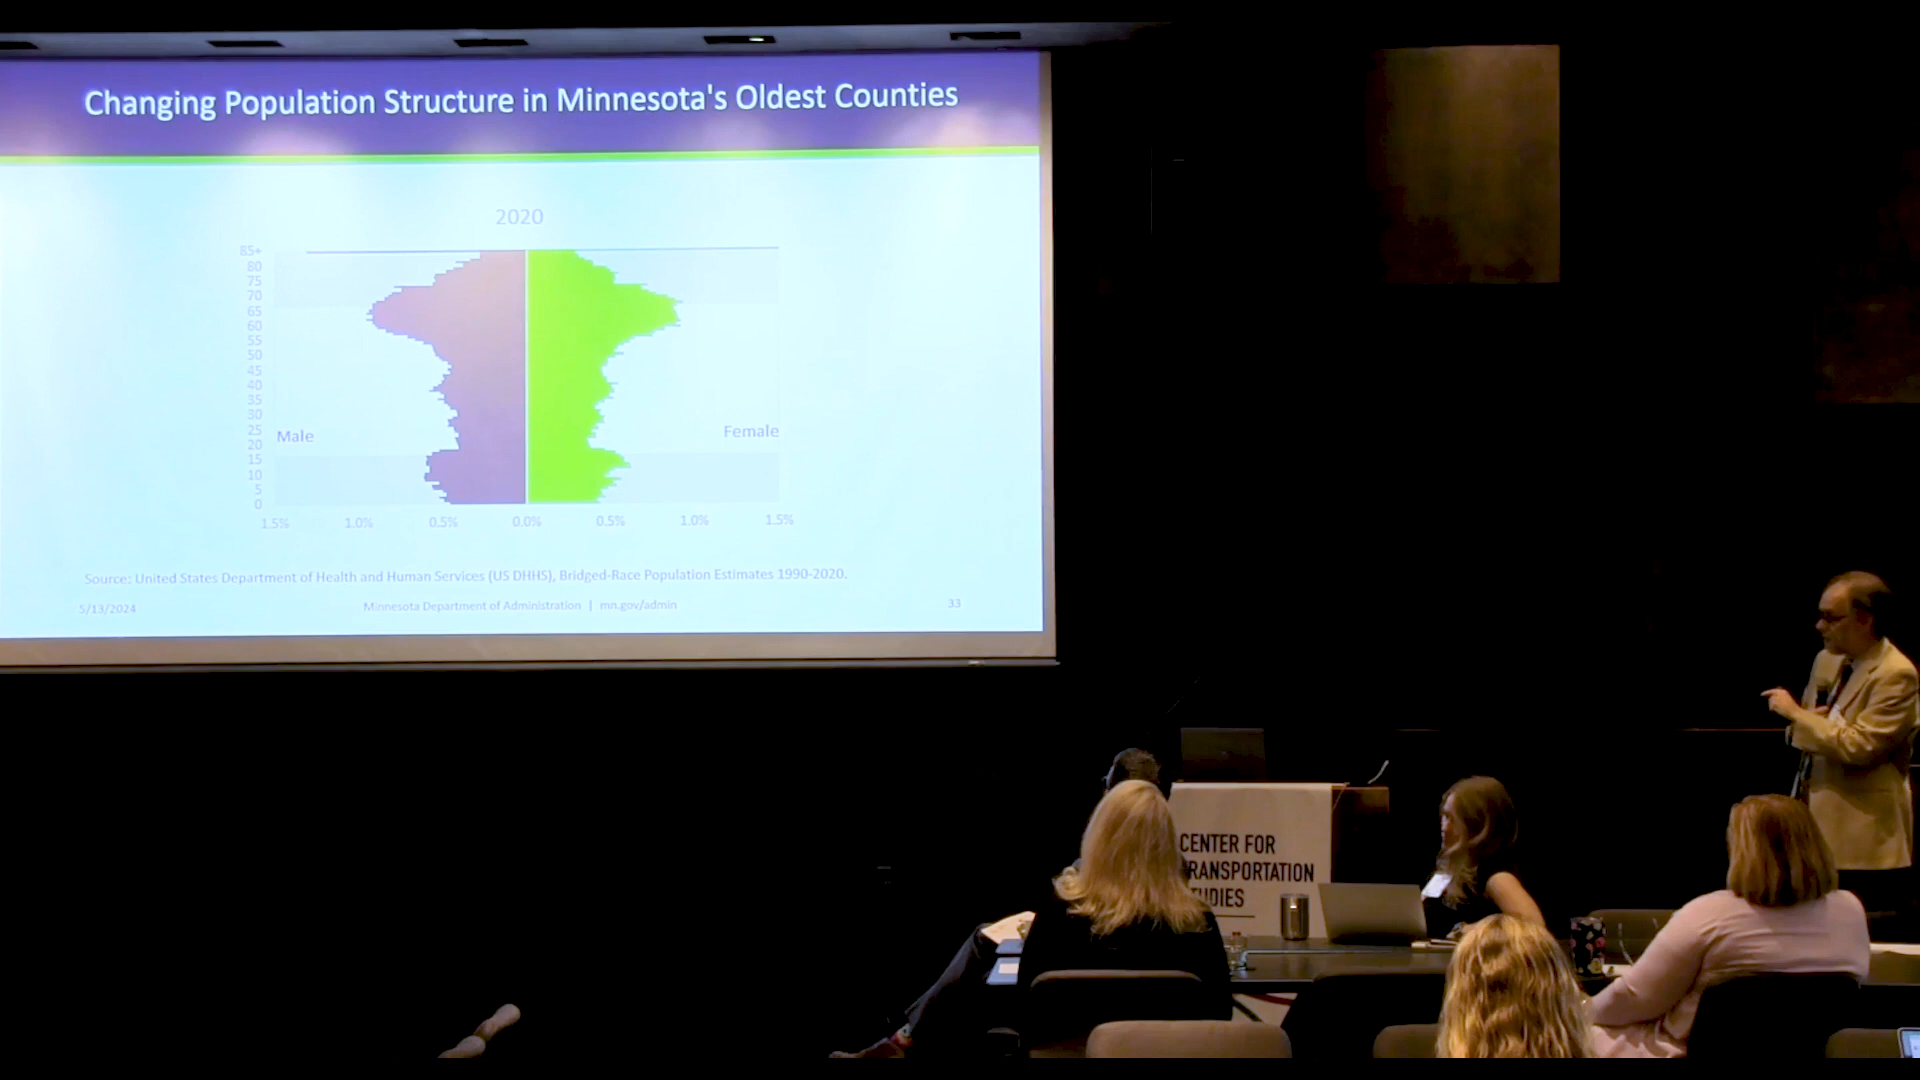 Changing Population Structure in Minnesota's Oldest Counties
2020
85+
80
75
70
65
60
55
50
45
40
35
30
25
20
15
10
5
0
Male
Female
1.5% 1.0% 0.5% 0.0% 0.5% 1.0% 1.5%
Source: United States Department of Health and Human Services (US DHHS), Bridged-Race Population Estimates 1990-2020.
5/13/2024 Minnesota Department of Administration | mn.gov/admin 33
CENTER FOR
RANSPORTATION
UDIES